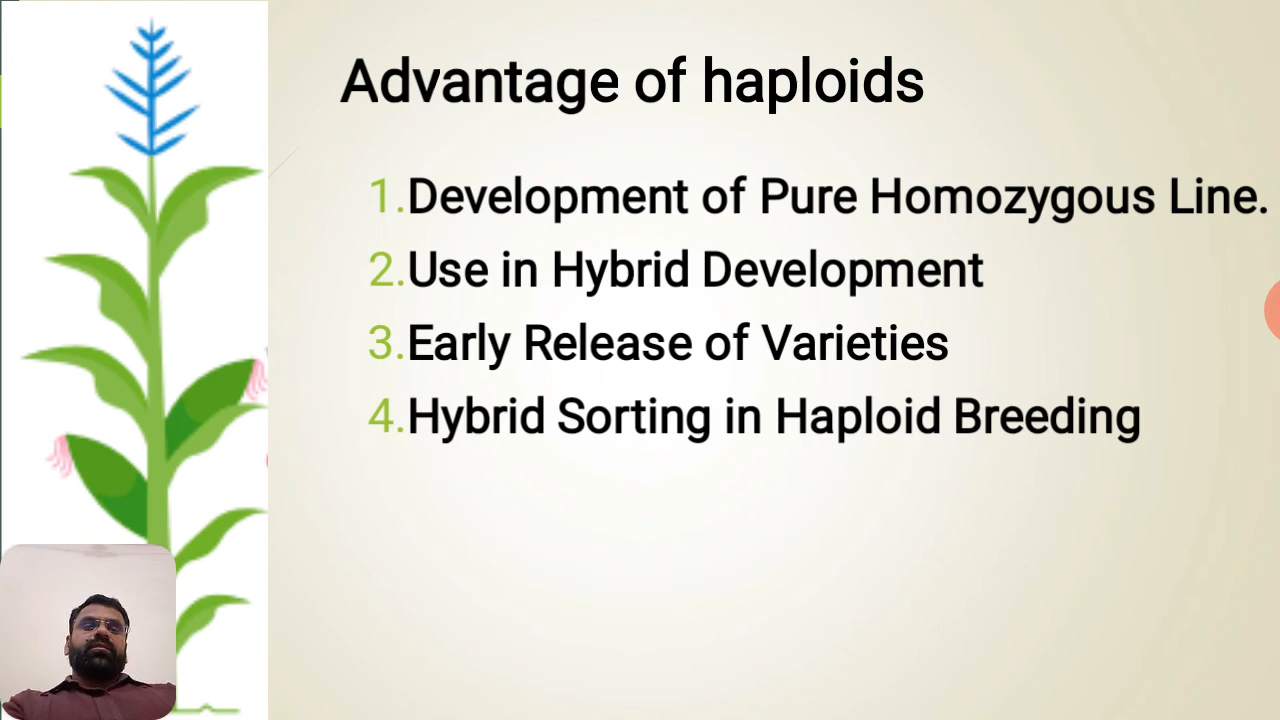 Advantage of haploids
1.Development of Pure Homozygous Line.
2.Use in Hybrid Development
3.Early Release of Varieties
4.Hybrid Sorting in Haploid Breeding